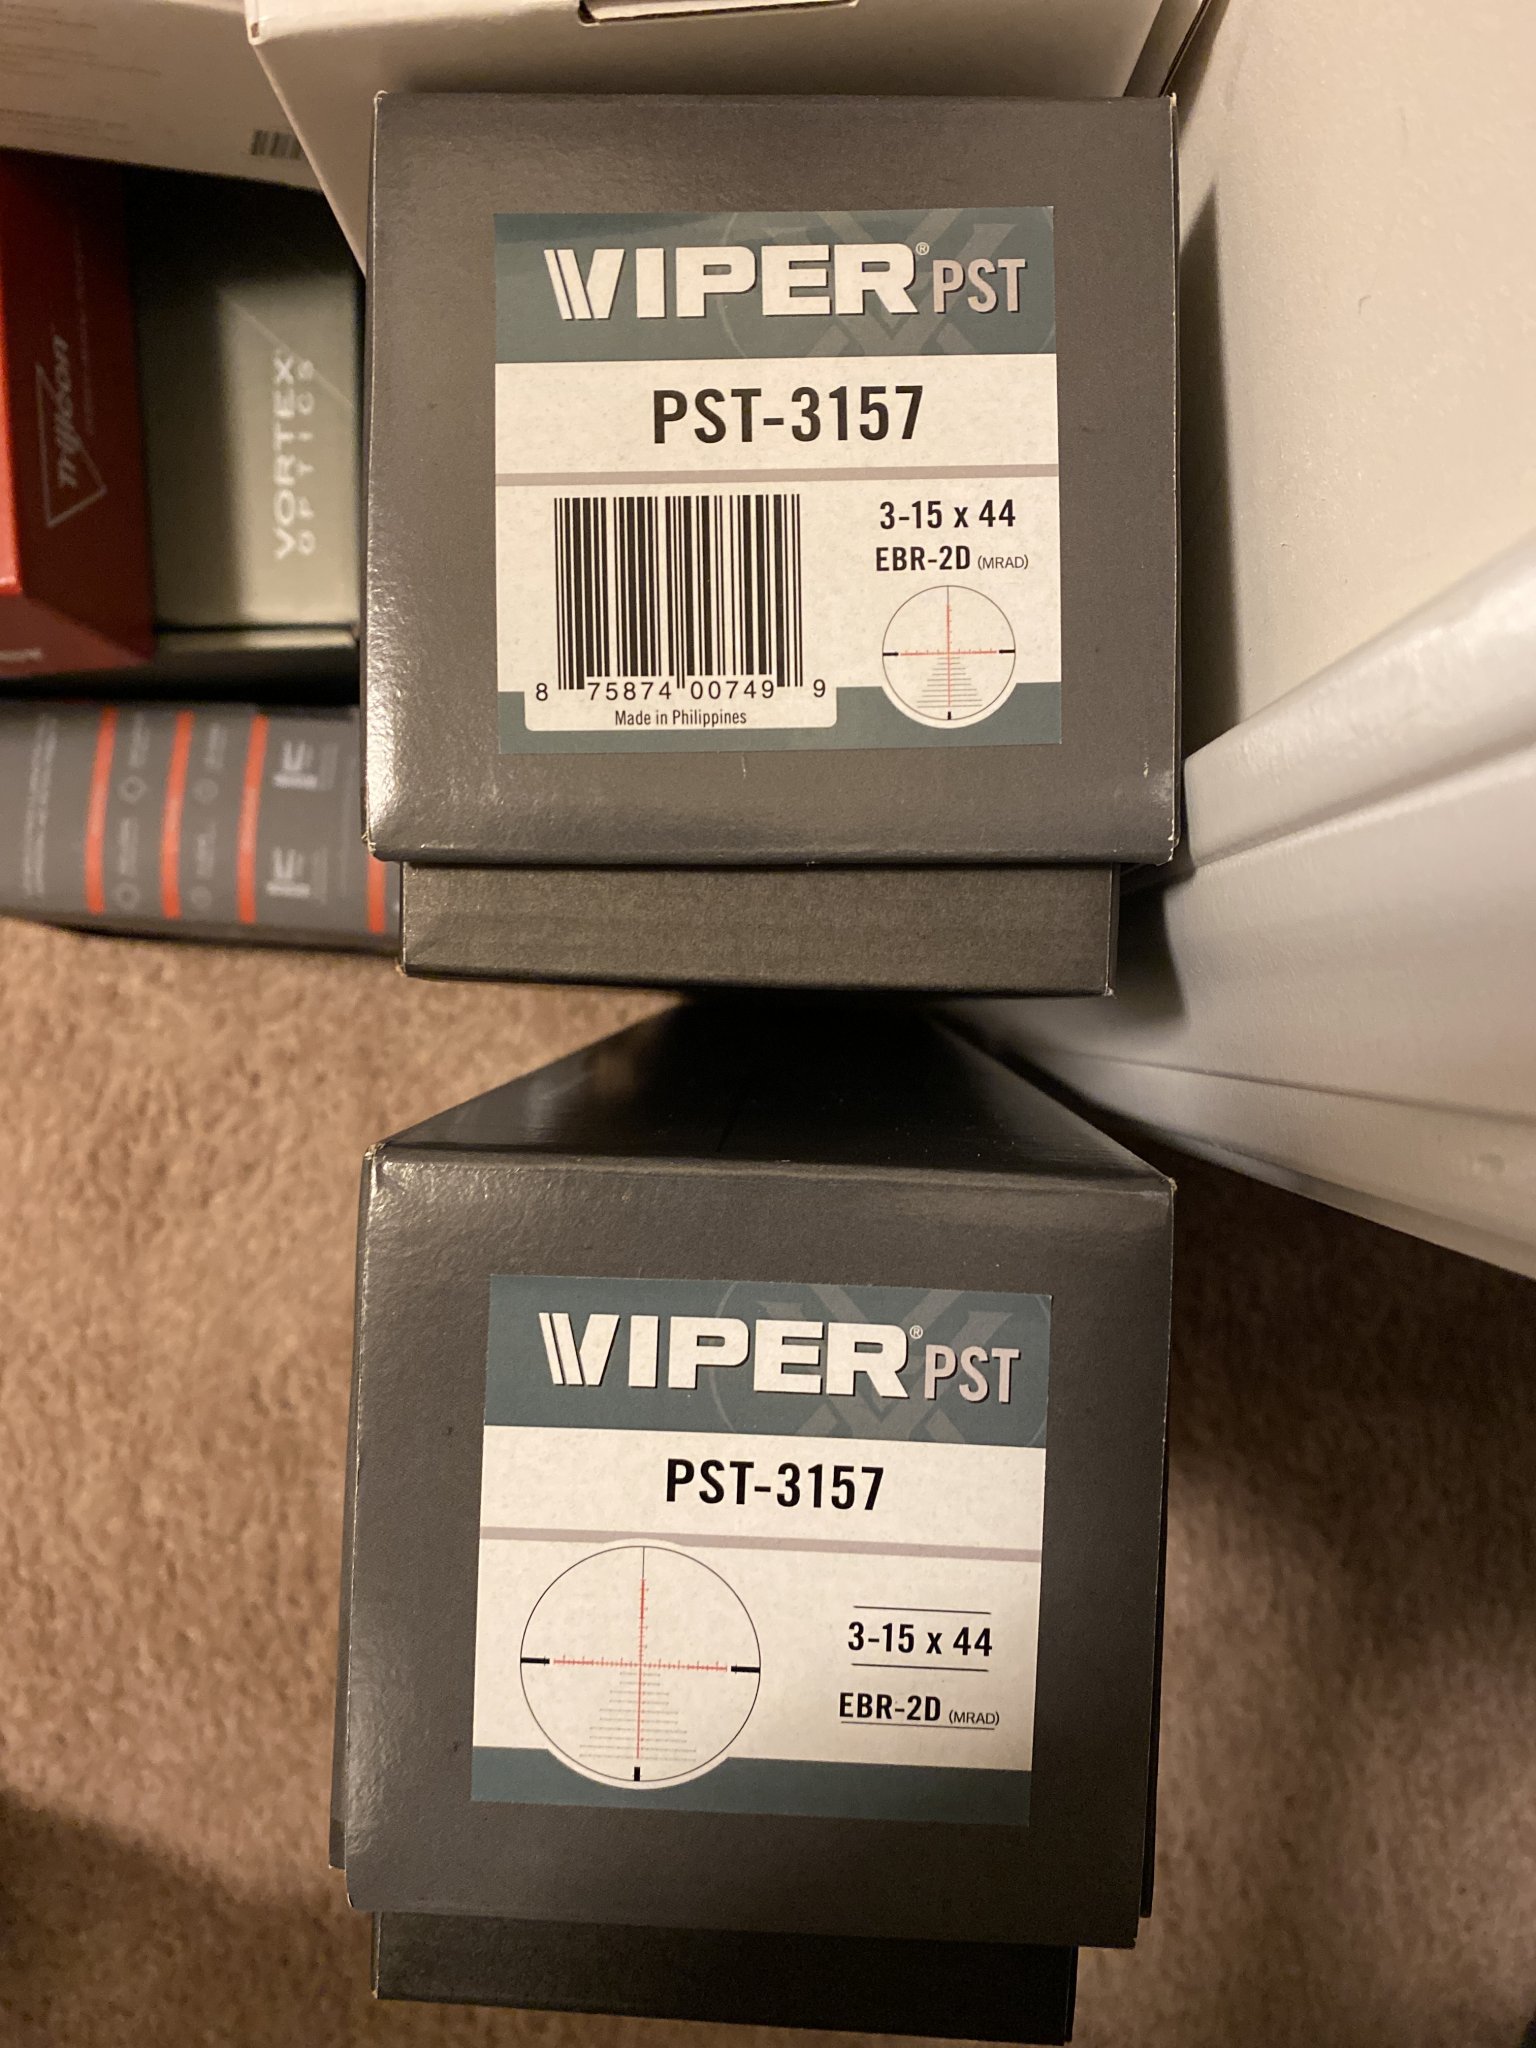 VIPER® PST
PST-3157
3-15 x 44
EBR-2D (MRAD)
8 75874 00749 9
Made in Philippines
VORTEX
OPTICS
VIPER® PST
PST-3157
3-15 x 44
EBR-2D (MRAD)